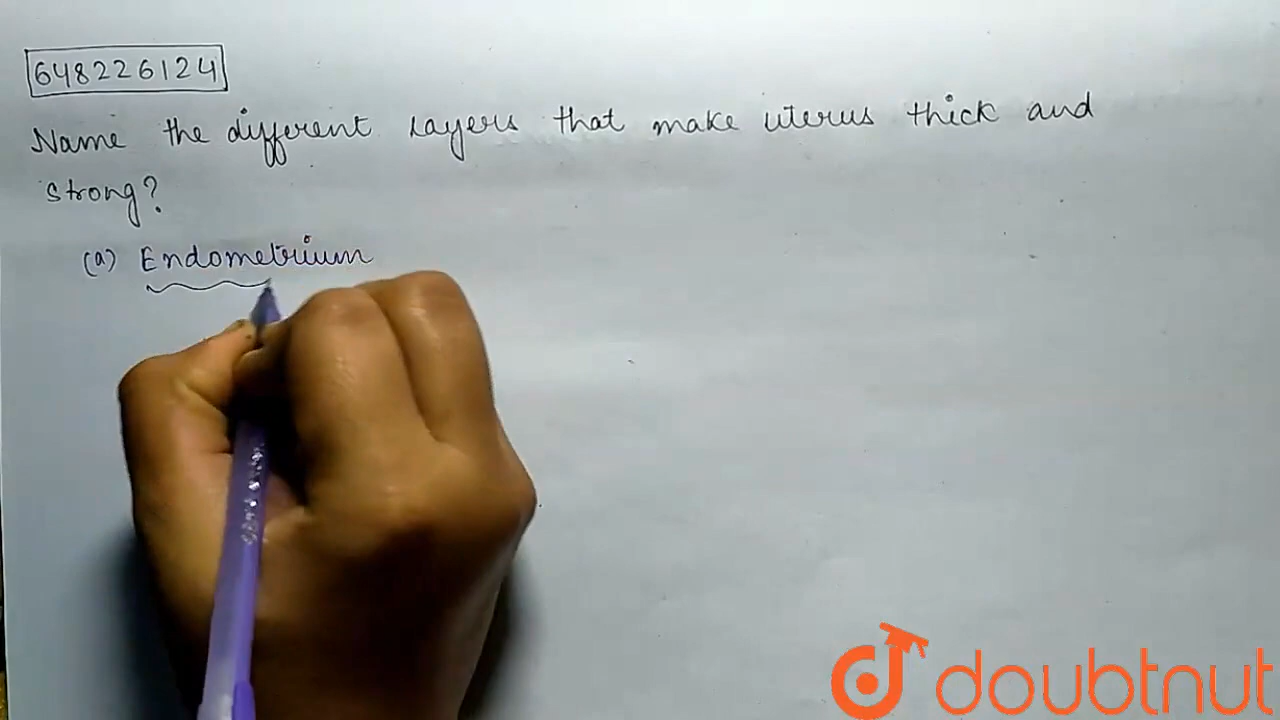 648226124
Name the different layers that make uterus thick and
strong?
(a) Endometrium
doubtnut